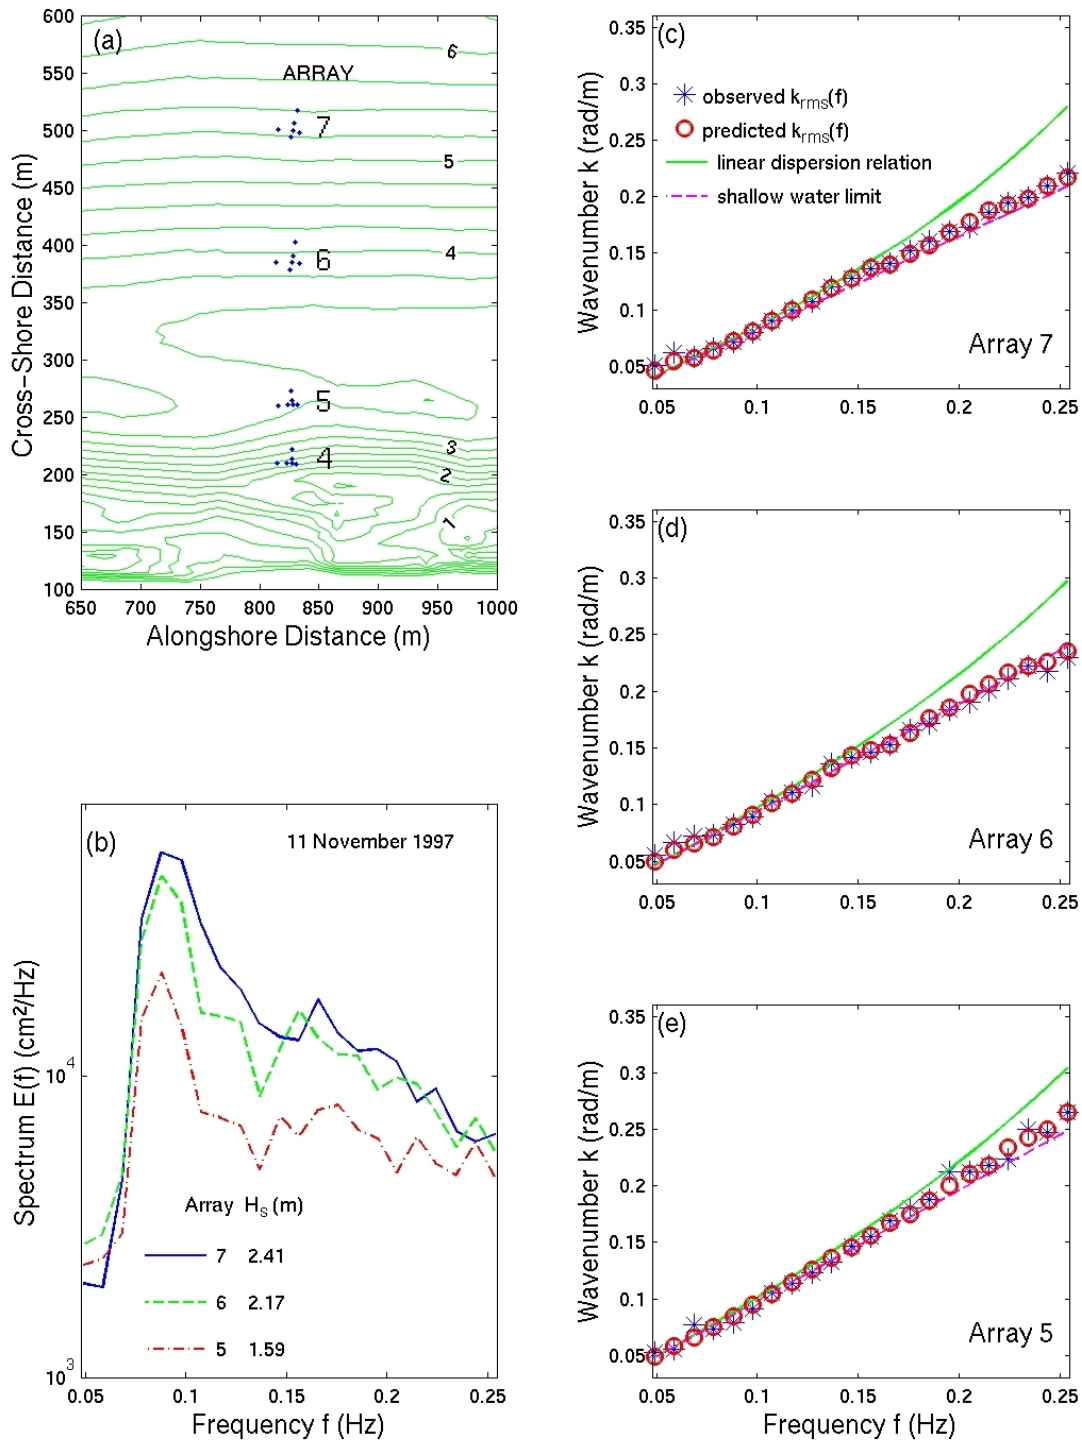 (a)
600
550
500
450
400
350
300
250
200
150
100
Cross-Shore Distance (m)
ARRAY
7
6
5
4
6
5
4
3
2
1
650 700 750 800 850 900 950 1000
Alongshore Distance (m)
(b)
11 November 1997
10^4
10^3
Spectrum E(f) (cm²/Hz)
Array H_S (m)
7 2.41
6 2.17
5 1.59
0.05 0.1 0.15 0.2 0.25
Frequency f (Hz)
(c)
0.35
0.3
0.25
0.2
0.15
0.1
0.05
Wavenumber k (rad/m)
observed k_rms(f)
predicted k_rms(f)
linear dispersion relation
shallow water limit
Array 7
0.05 0.1 0.15 0.2 0.25
(d)
0.35
0.3
0.25
0.2
0.15
0.1
0.05
Wavenumber k (rad/m)
Array 6
0.05 0.1 0.15 0.2 0.25
(e)
0.35
0.3
0.25
0.2
0.15
0.1
0.05
Wavenumber k (rad/m)
Array 5
0.05 0.1 0.15 0.2 0.25
Frequency f (Hz)